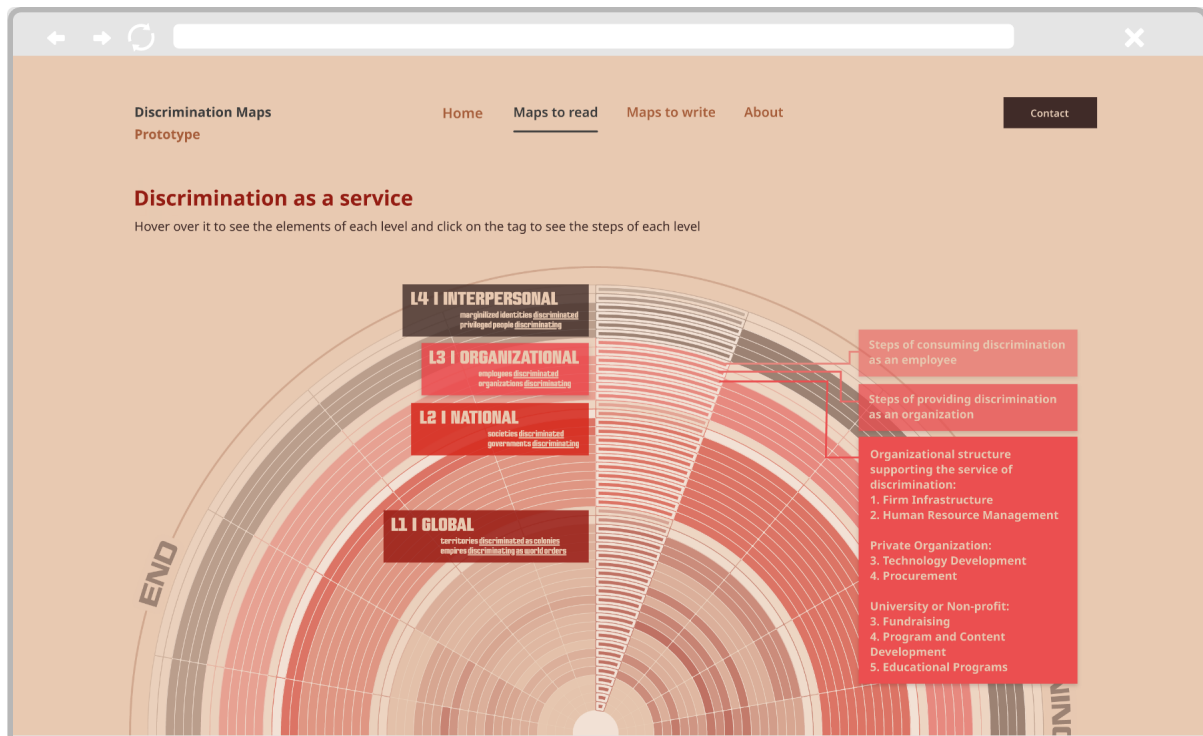 Discrimination Maps
Prototype
Home
Maps to read
Maps to write
About
Contact
Discrimination as a service
Hover over it to see the elements of each level and click on the tag to see the steps of each level
L4 | INTERPERSONAL
marginilized identities discriminated
privileged people discriminating
L3 | ORGANIZATIONAL
employees discriminated
organizations discriminating
L2 | NATIONAL
societies discriminated
governments discriminating
L1 | GLOBAL
territories discriminated as colonies
empires discriminating as world orders
Steps of consuming discrimination
as an employee
Steps of providing discrimination
as an organization
Organizational structure
supporting the service of
discrimination:
1. Firm Infrastructure
2. Human Resource Management
Private Organization:
3. Technology Development
4. Procurement
University or Non-profit:
3. Fundraising
4. Program and Content
Development
5. Educational Programs
END